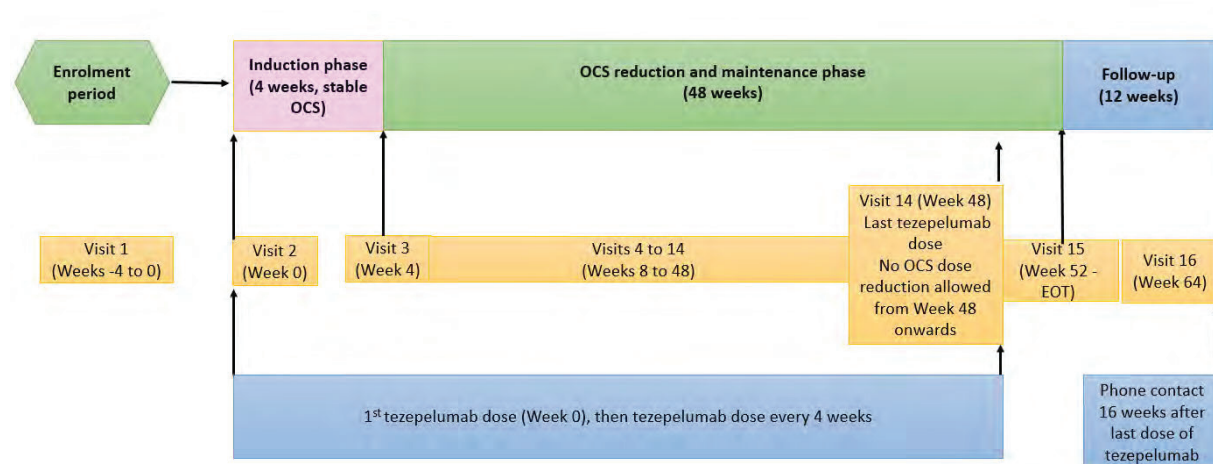 Enrolment
period
Induction phase
(4 weeks, stable
OCS)
OCS reduction and maintenance phase
(48 weeks)
Follow-up
(12 weeks)
Visit 1
(Weeks -4 to 0)
Visit 2
(Week 0)
Visit 3
(Week 4)
Visits 4 to 14
(Weeks 8 to 48)
Visit 14 (Week 48)
Last tezepelumab
dose
No OCS dose
reduction allowed
from Week 48
onwards
Visit 15
(Week 52 -
EOT)
Visit 16
(Week 64)
1st tezepelumab dose (Week 0), then tezepelumab dose every 4 weeks
Phone contact
16 weeks after
last dose of
tezepelumab